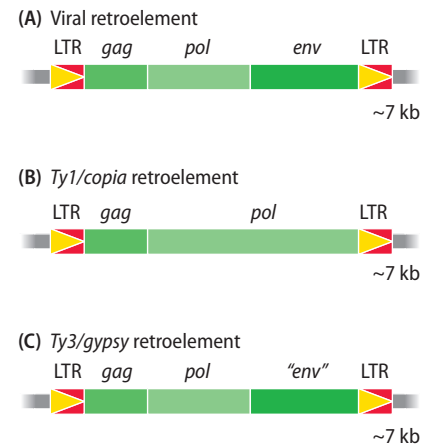 (A) Viral retroelement
LTR gag pol env LTR
~7 kb
(B) Ty1/copia retroelement
LTR gag pol LTR
~7 kb
(C) Ty3/gypsy retroelement
LTR gag pol "env" LTR
~7 kb